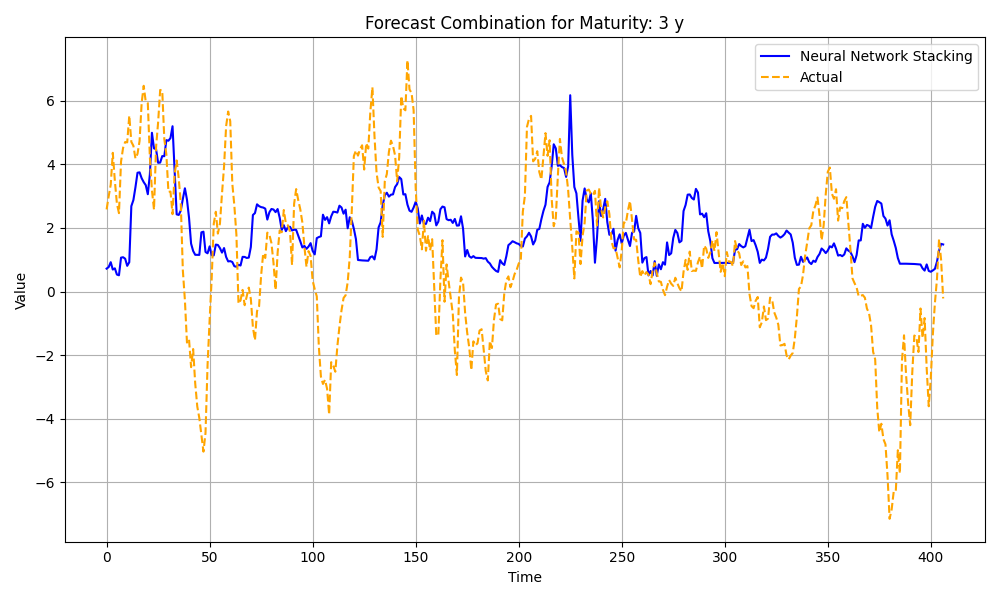 Forecast Combination for Maturity: 3 y
Neural Network Stacking
Actual
Value
6
4
2
0
−2
−4
−6
0 50 100 150 200 250 300 350 400
Time